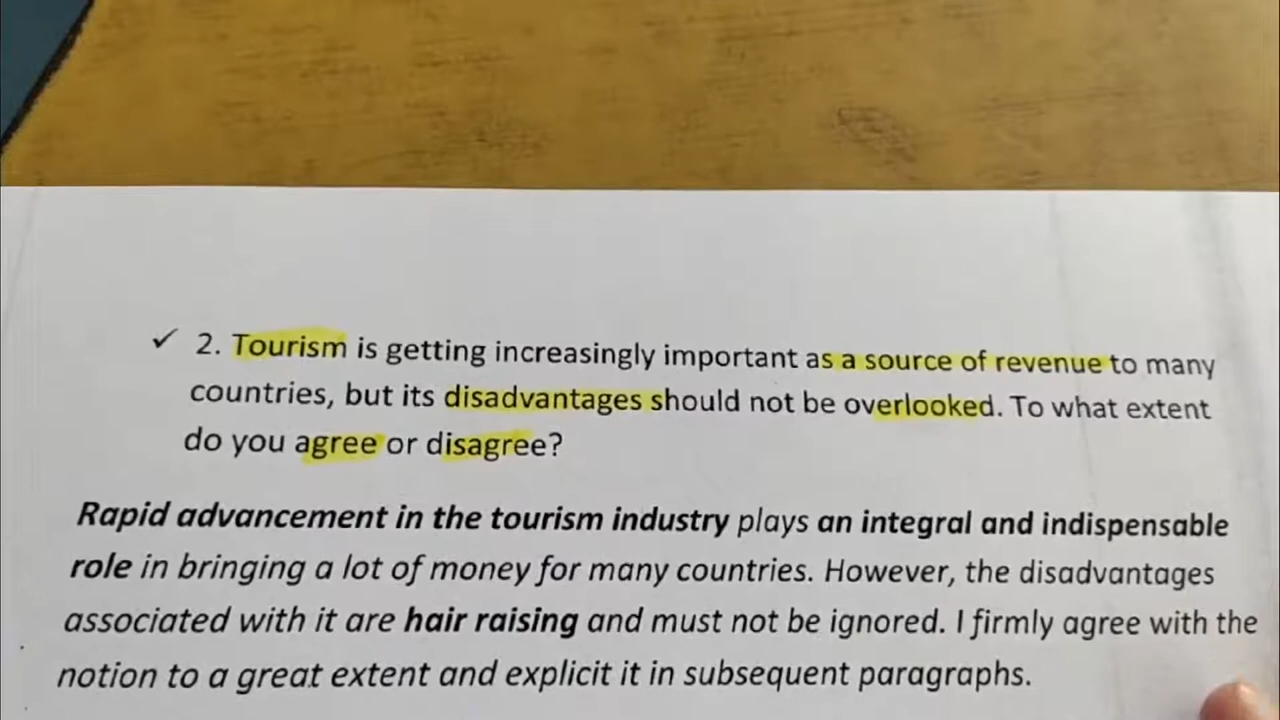 ✓ 2. Tourism is getting increasingly important as a source of revenue to many
countries, but its disadvantages should not be overlooked. To what extent
do you agree or disagree?
Rapid advancement in the tourism industry plays an integral and indispensable
role in bringing a lot of money for many countries. However, the disadvantages
associated with it are hair raising and must not be ignored. I firmly agree with the
notion to a great extent and explicit it in subsequent paragraphs.